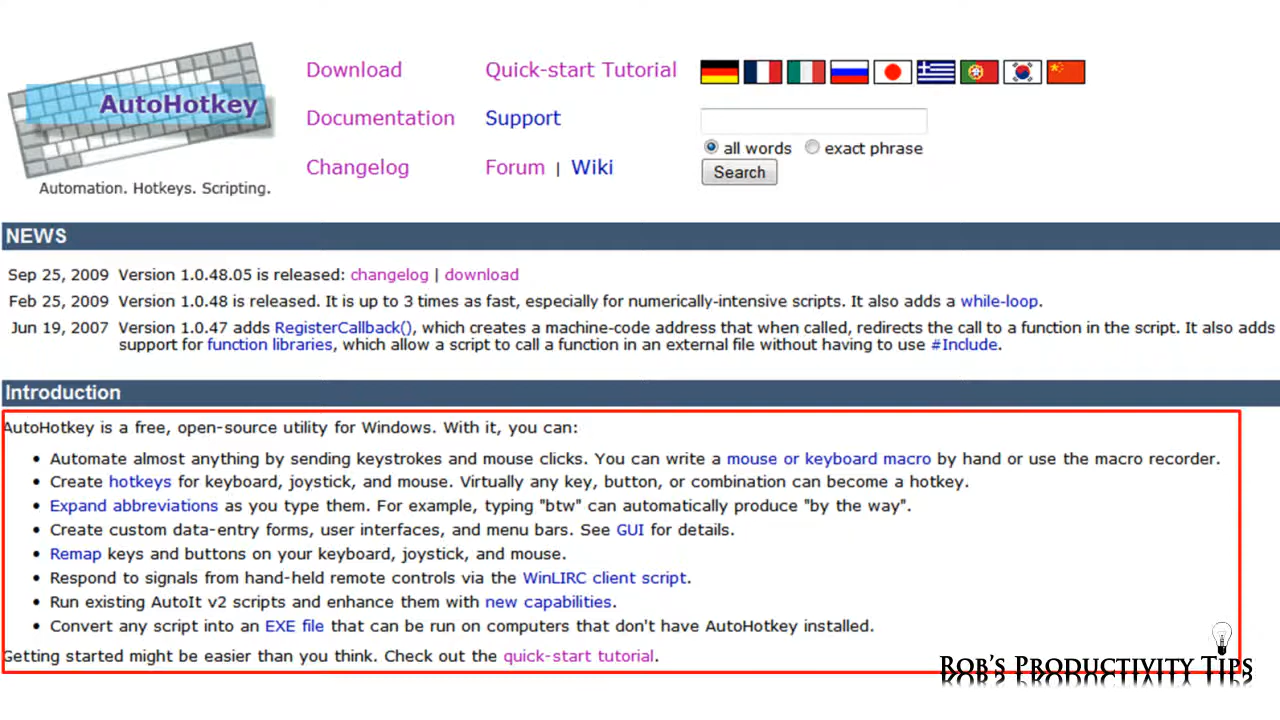 AutoHotkey
Automation. Hotkeys. Scripting.
Download
Quick-start Tutorial
Documentation
Support
Changelog
Forum | Wiki
all words
exact phrase
Search
NEWS
Sep 25, 2009 Version 1.0.48.05 is released: changelog | download
Feb 25, 2009 Version 1.0.48 is released. It is up to 3 times as fast, especially for numerically-intensive scripts. It also adds a while-loop.
Jun 19, 2007 Version 1.0.47 adds RegisterCallback(), which creates a machine-code address that when called, redirects the call to a function in the script. It also adds
support for function libraries, which allow a script to call a function in an external file without having to use #Include.
Introduction
AutoHotkey is a free, open-source utility for Windows. With it, you can:
• Automate almost anything by sending keystrokes and mouse clicks. You can write a mouse or keyboard macro by hand or use the macro recorder.
• Create hotkeys for keyboard, joystick, and mouse. Virtually any key, button, or combination can become a hotkey.
• Expand abbreviations as you type them. For example, typing "btw" can automatically produce "by the way".
• Create custom data-entry forms, user interfaces, and menu bars. See GUI for details.
• Remap keys and buttons on your keyboard, joystick, and mouse.
• Respond to signals from hand-held remote controls via the WinLIRC client script.
• Run existing AutoIt v2 scripts and enhance them with new capabilities.
• Convert any script into an EXE file that can be run on computers that don't have AutoHotkey installed.
Getting started might be easier than you think. Check out the quick-start tutorial.
Rob's Productivity Tips